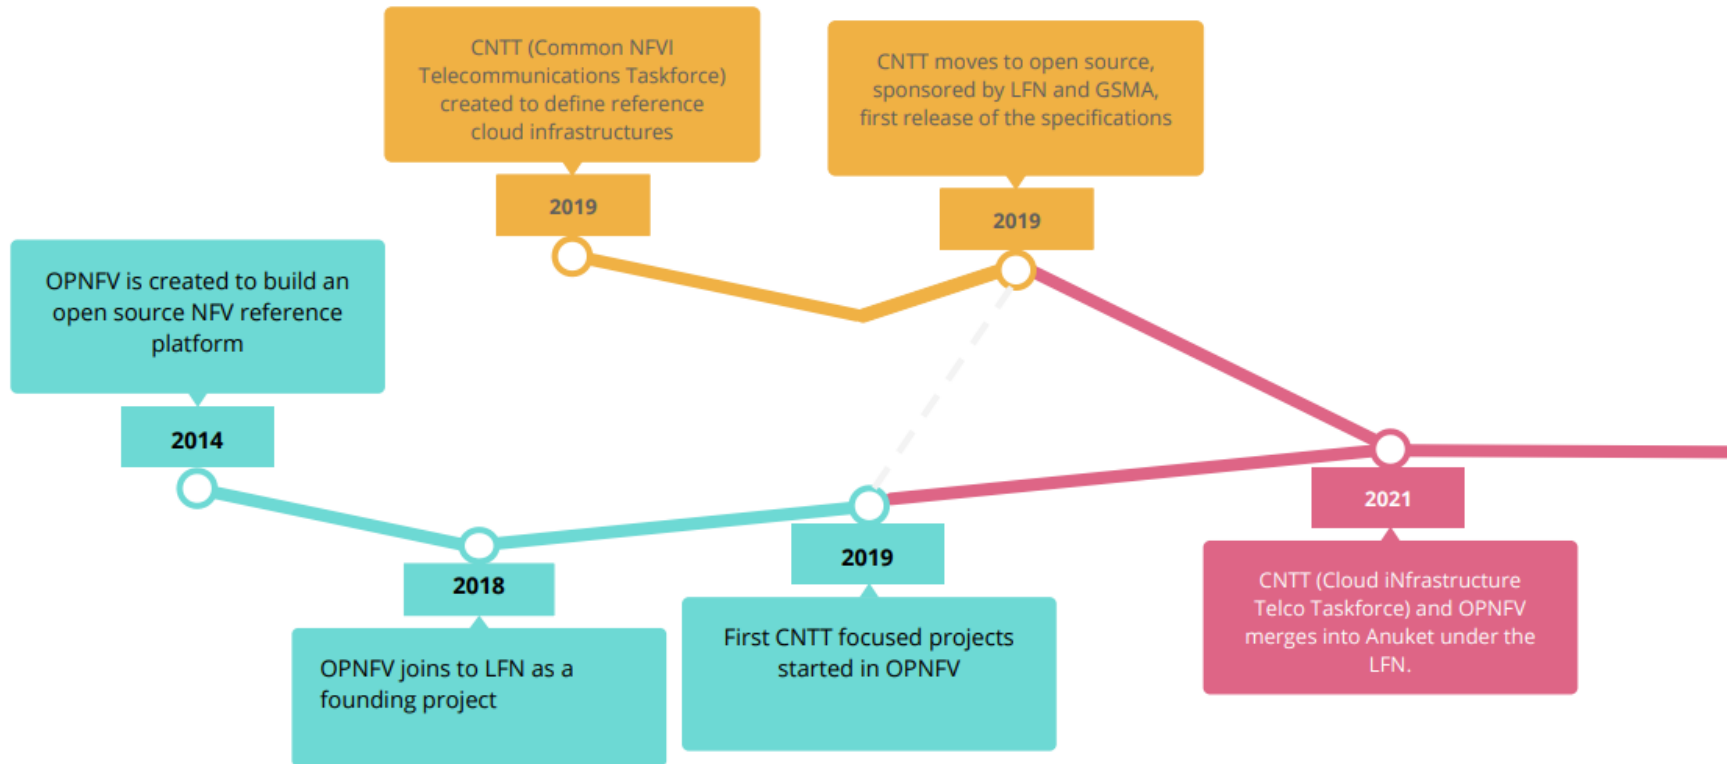 CNTT (Common NFVI
Telecommunications Taskforce)
created to define reference
cloud infrastructures
2019
CNTT moves to open source,
sponsored by LFN and GSMA,
first release of the specifications
2019
OPNFV is created to build an
open source NFV reference
platform
2014
2018
OPNFV joins to LFN as a
founding project
2019
First CNTT focused projects
started in OPNFV
2021
CNTT (Cloud iNfrastructure
Telco Taskforce) and OPNFV
merges into Anuket under the
LFN.